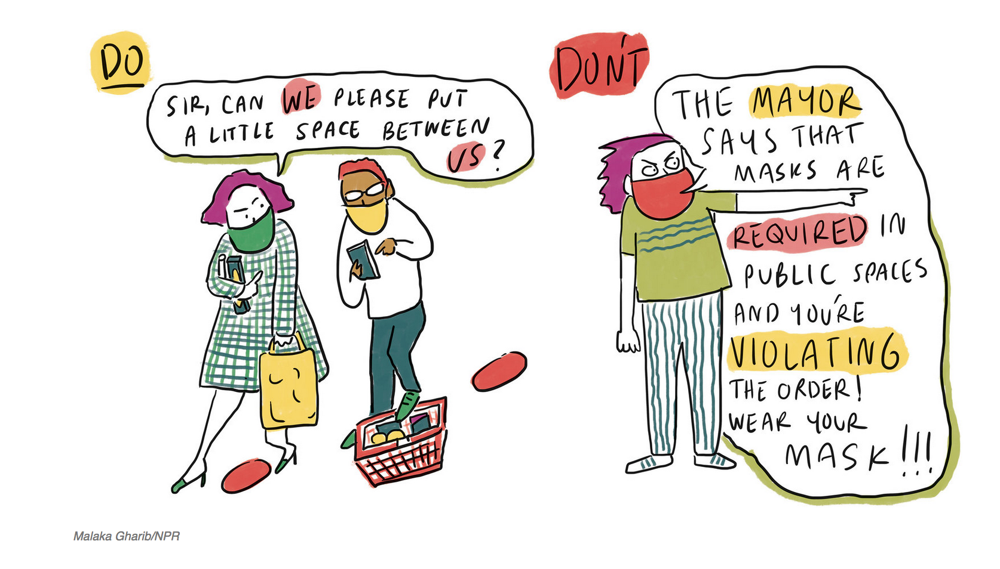 DO
SIR, CAN WE PLEASE PUT
A LITTLE SPACE BETWEEN
US?
DON'T
THE MAYOR
SAYS THAT
MASKS ARE
REQUIRED IN
PUBLIC SPACES
AND YOU'RE
VIOLATING
THE ORDER!
WEAR YOUR
MASK!!!
Malaka Gharib/NPR